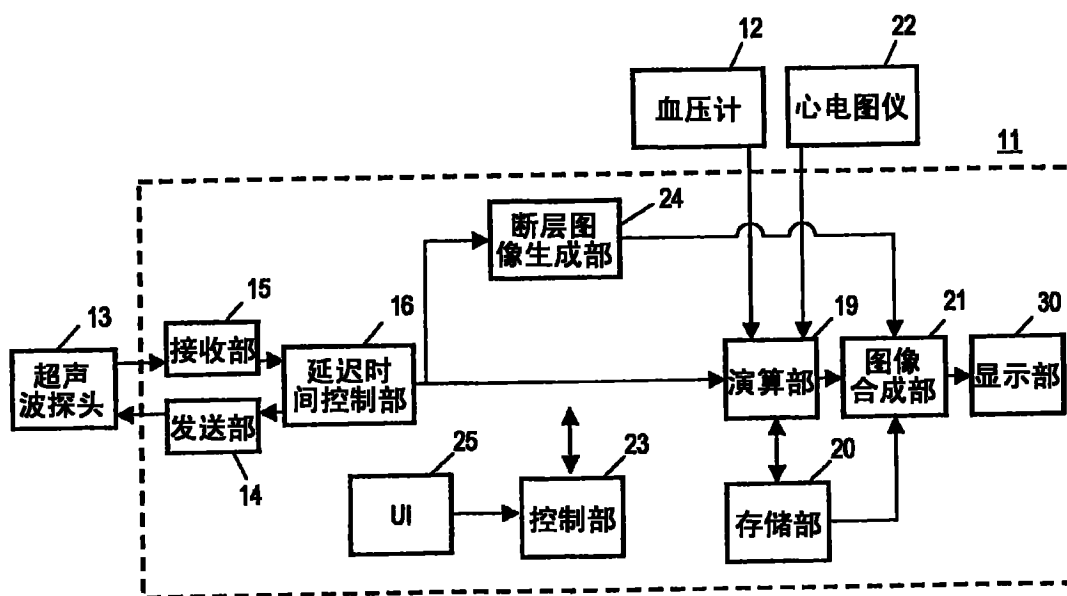 12
22
血压计
心电图仪
11
24
断层图
像生成部
13
15
16
19
21
30
超声
波探头
接收部
延迟时
间控制部
演算部
图像
合成部
显示部
发送部
14
25
23
20
UI
控制部
存储部